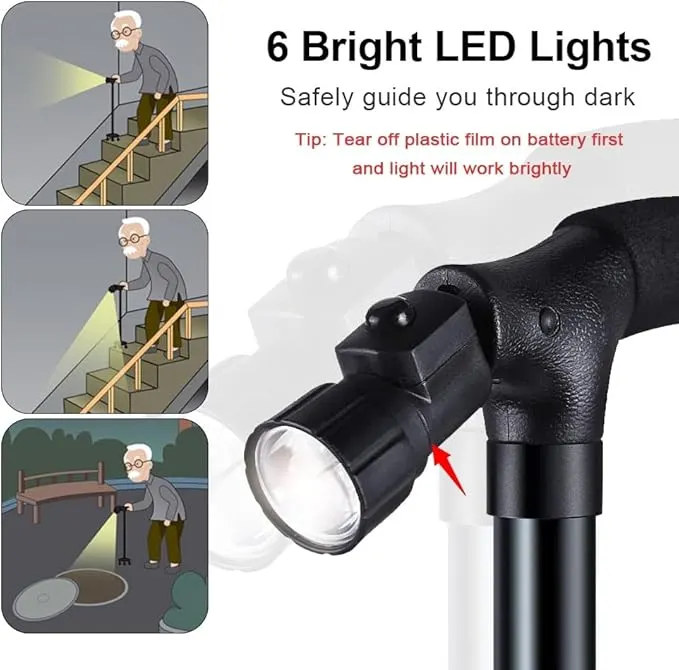 6 Bright LED Lights
Safely guide you through dark
Tip: Tear off plastic film on battery first
and light will work brightly